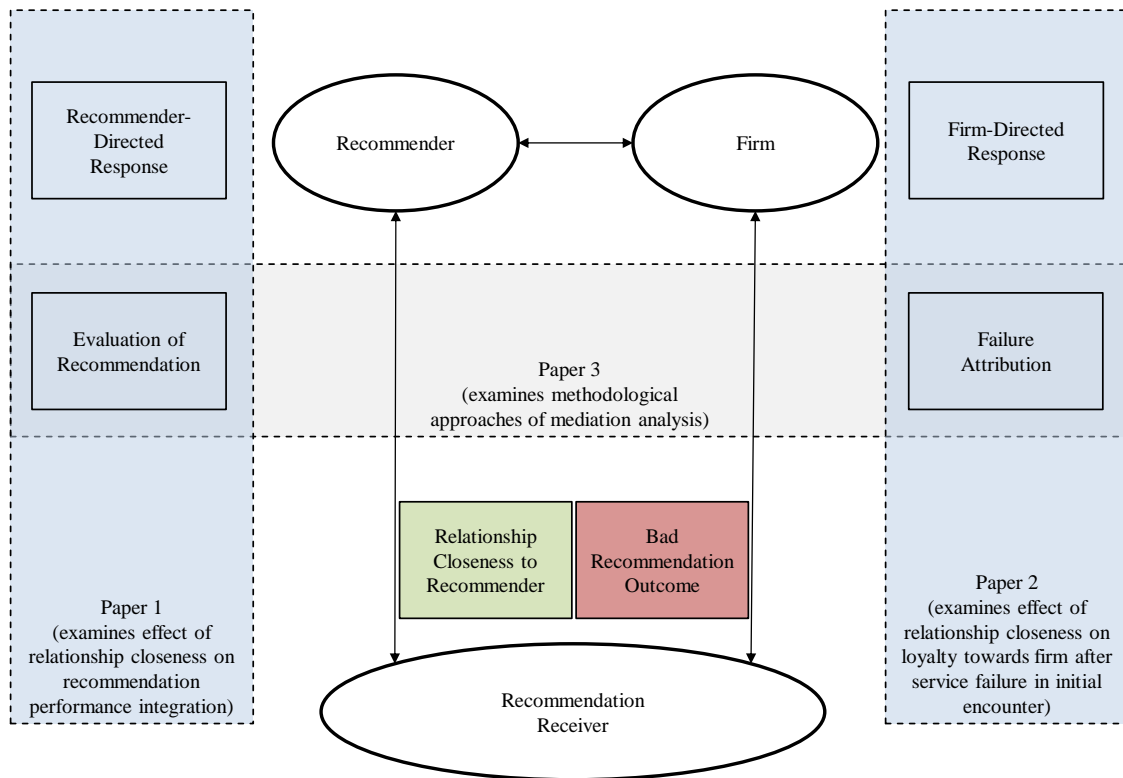 Recommender-
Directed
Response
Recommender
Firm
Firm-Directed
Response
Evaluation of
Recommendation
Failure
Attribution
Paper 3
(examines methodological
approaches of mediation analysis)
Relationship
Closeness to
Recommender
Bad
Recommendation
Outcome
Paper 1
(examines effect of
relationship closeness on
recommendation
performance integration)
Paper 2
(examines effect of
relationship closeness on
loyalty towards firm after
service failure in initial
encounter)
Recommendation
Receiver